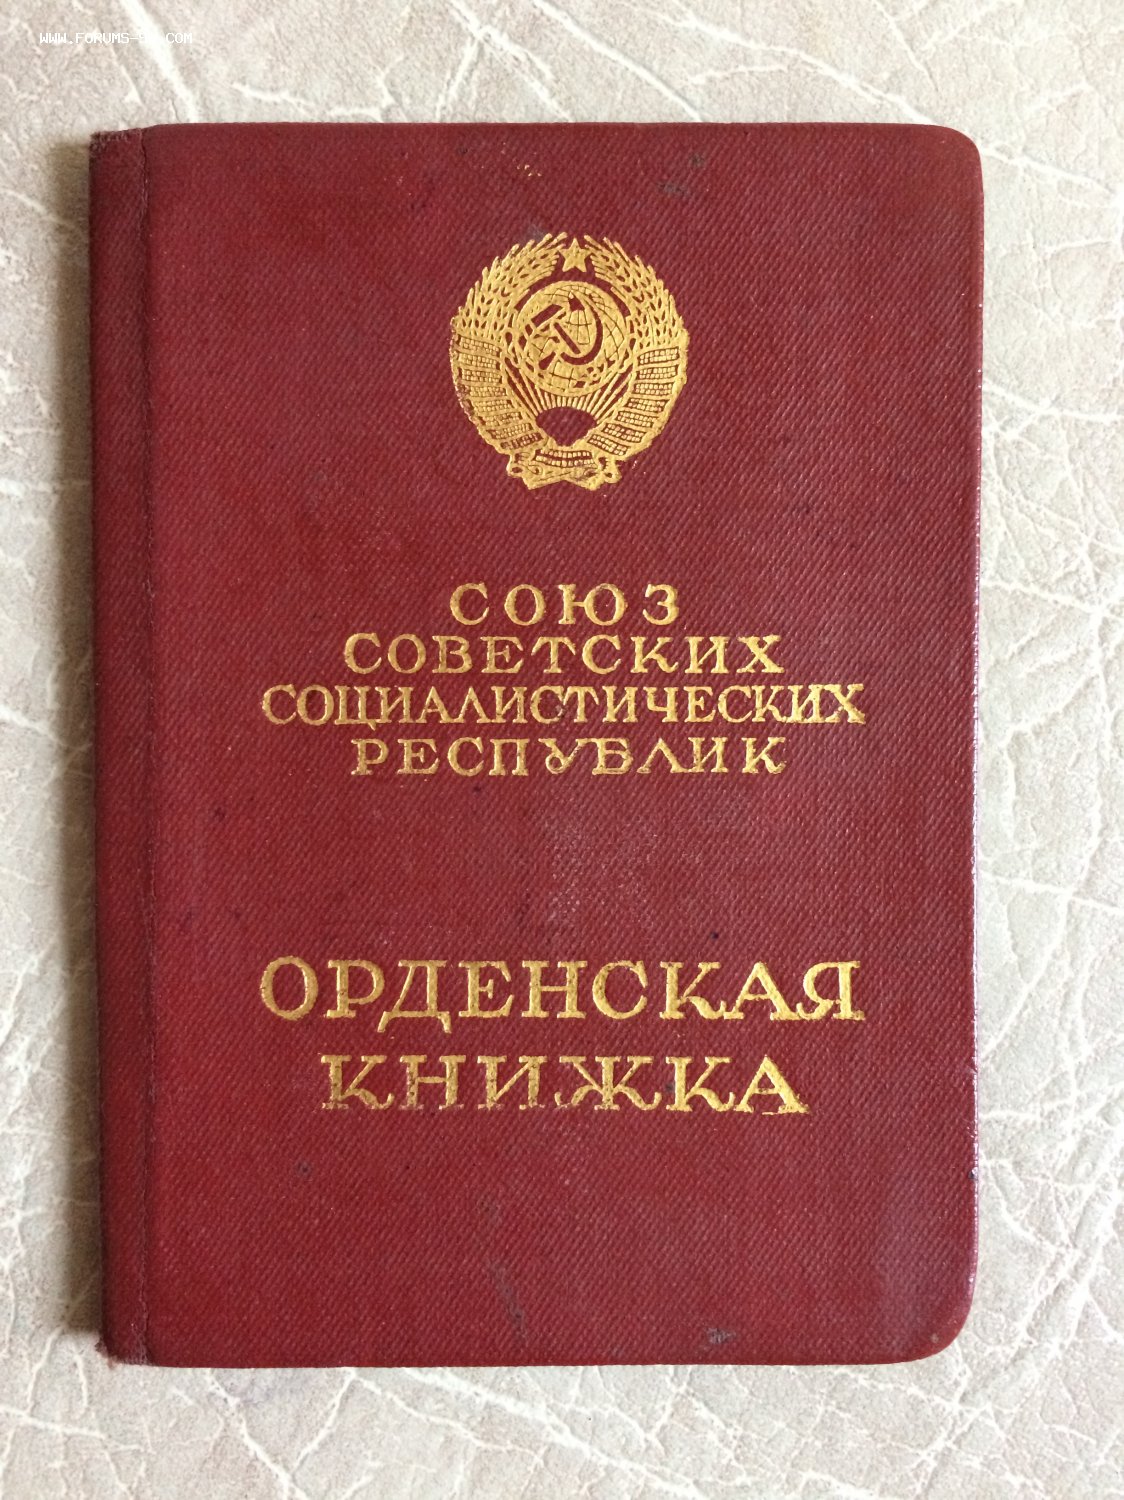 СОЮЗ
СОВЕТСКИХ
СОЦИАЛИСТИЧЕСКИХ
РЕСПУБЛИК
ОРДЕНСКАЯ
КНИЖКА